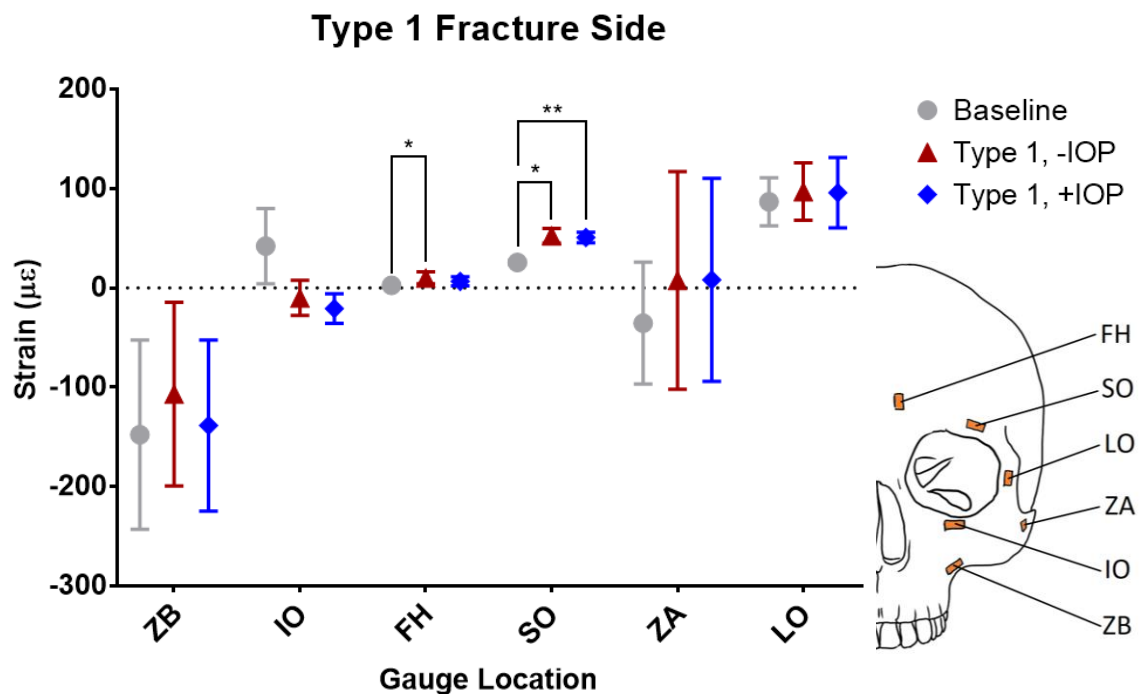 Type 1 Fracture Side
200
100
0
-100
-200
-300
Strain (με)
*
**
*
ZB
IO
FH
SO
ZA
LO
Gauge Location
Baseline
Type 1, -IOP
Type 1, +IOP
FH
SO
LO
ZA
IO
ZB